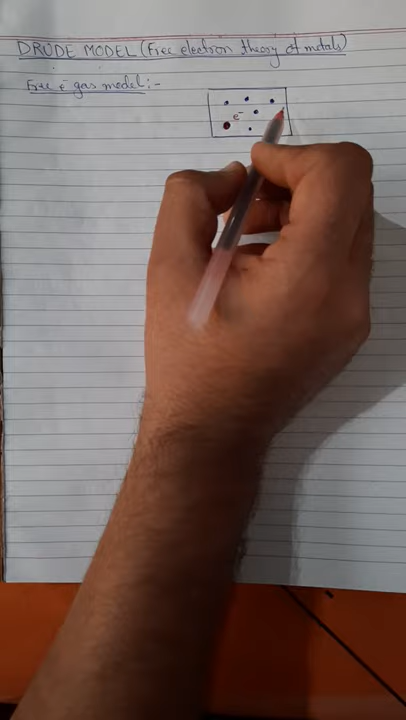 DRUDE MODEL (Free electron theory of metals)
Free e⁻ gas model:-
e⁻